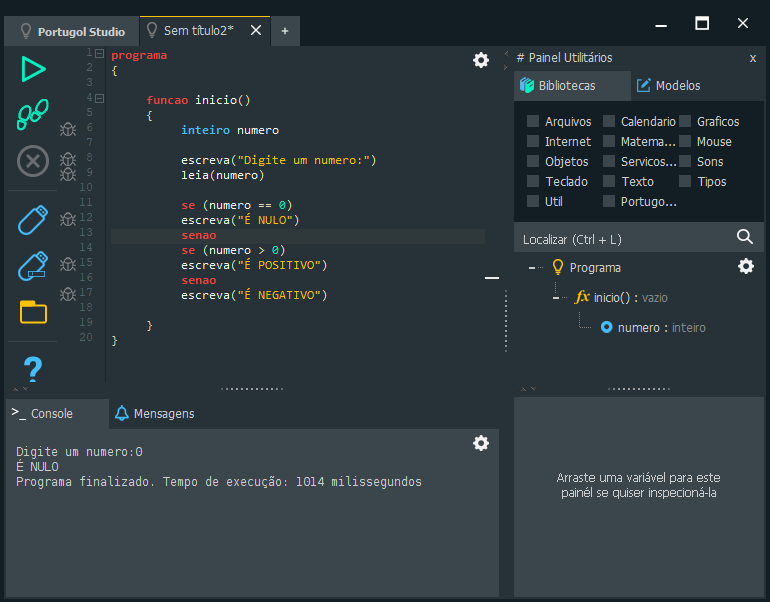 Portugol Studio
Sem título2*
+
# Painel Utilitários
x
Bibliotecas
Modelos
1 programa
2 {
3
4 funcao inicio()
5 {
6 inteiro numero
7
8 escreva("Digite um numero:")
9 leia(numero)
10
11 se (numero == 0)
12 escreva("É NULO")
13 senao
14 se (numero > 0)
15 escreva("É POSITIVO")
16 senao
17 escreva("É NEGATIVO")
18
19 }
20 }
Arquivos Calendario Graficos
Internet Matema... Mouse
Objetos Servicos... Sons
Teclado Texto Tipos
Util Portugo...
Localizar (Ctrl + L)
Programa
fx inicio() : vazio
numero : inteiro
?
>_ Console
Mensagens
Digite um numero:0
É NULO
Programa finalizado. Tempo de execução: 1014 milissegundos
Arraste uma variável para este
painél se quiser inspecioná-la